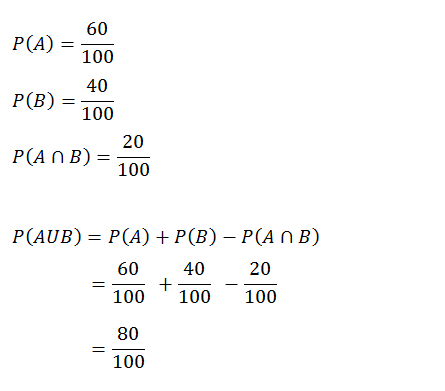 P(A) = 60/100
P(B) = 40/100
P(A ∩ B) = 20/100
P(AUB) = P(A) + P(B) − P(A ∩ B)
= 60/100 + 40/100 − 20/100
= 80/100